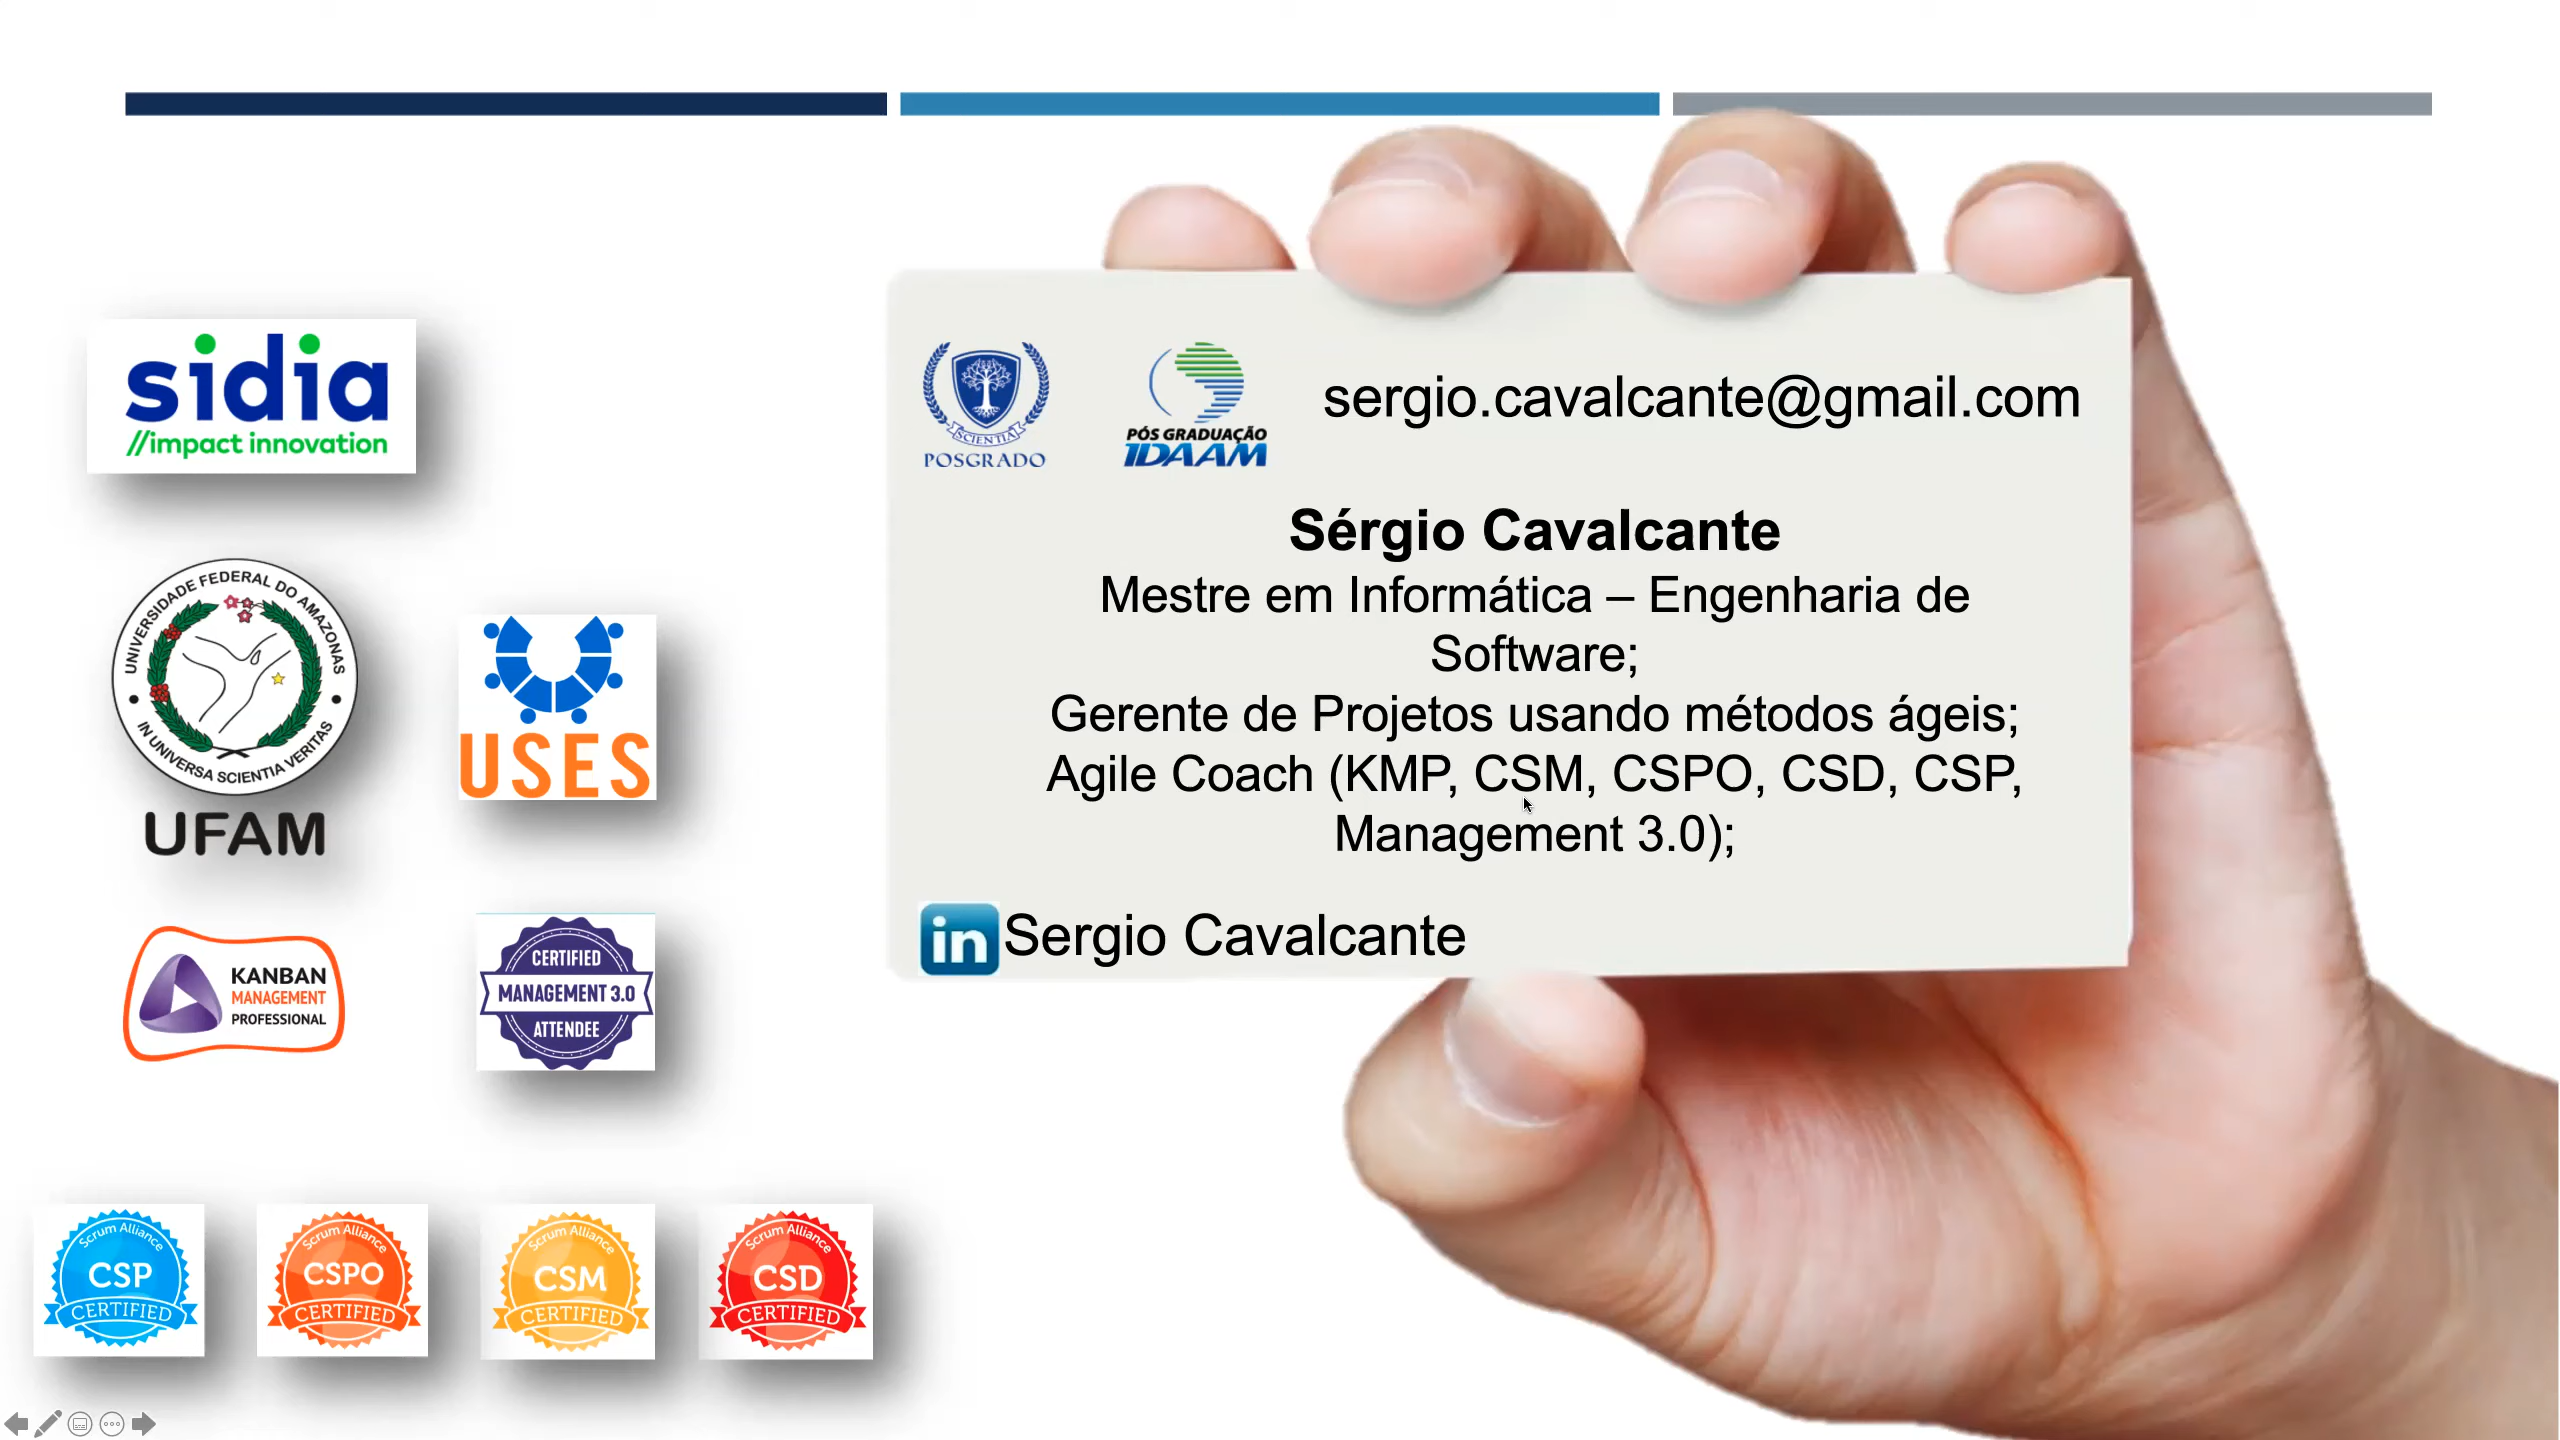 sidia
//impact innovation
UNIVERSIDADE FEDERAL DO AMAZONAS
IN UNIVERSA SCIENTIA VERITAS
UFAM
USES
KANBAN
MANAGEMENT
PROFESSIONAL
CERTIFIED
MANAGEMENT 3.0
ATTENDEE
Scrum Alliance
CSP
CERTIFIED
Scrum Alliance
CSPO
CERTIFIED
Scrum Alliance
CSM
CERTIFIED
Scrum Alliance
CSD
CERTIFIED
SCIENTIA
POSGRADO
PÓS GRADUAÇÃO
IDAAM
sergio.cavalcante@gmail.com
Sérgio Cavalcante
Mestre em Informática – Engenharia de
Software;
Gerente de Projetos usando métodos ágeis;
Agile Coach (KMP, CSM, CSPO, CSD, CSP,
Management 3.0);
in Sergio Cavalcante